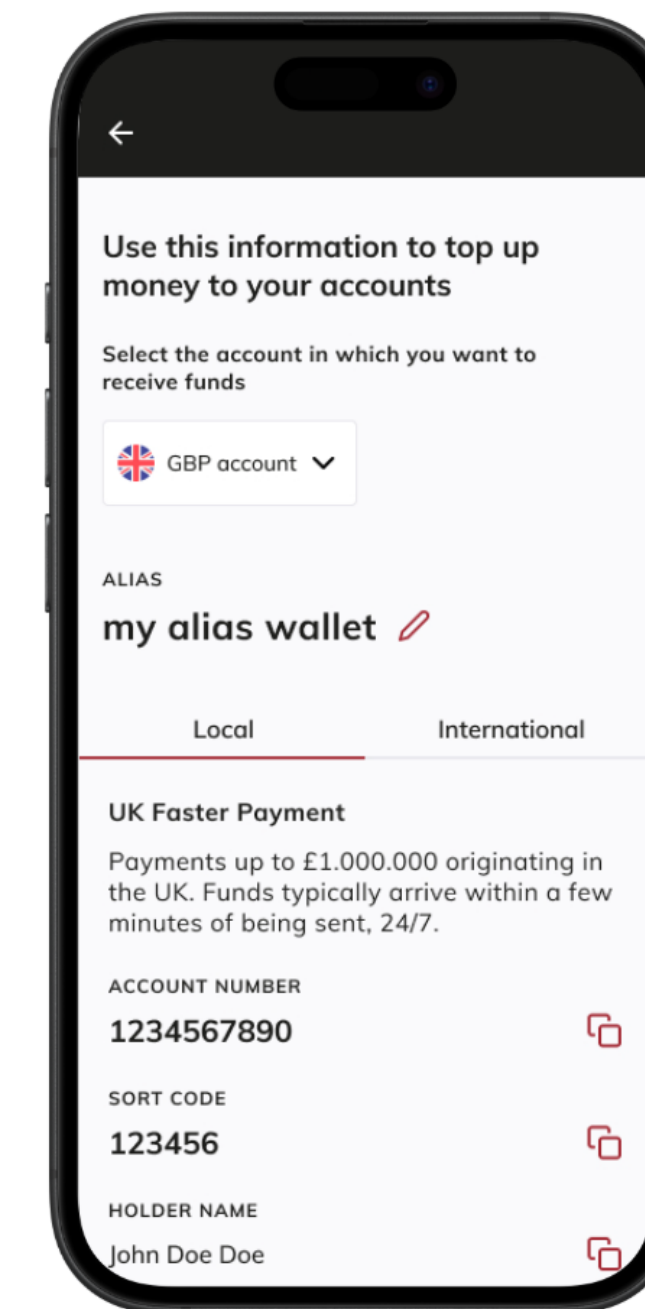 Use this information to top up
money to your accounts
Select the account in which you want to
receive funds
GBP account
ALIAS
my alias wallet
Local International
UK Faster Payment
Payments up to £1.000.000 originating in
the UK. Funds typically arrive within a few
minutes of being sent, 24/7.
ACCOUNT NUMBER
1234567890
SORT CODE
123456
HOLDER NAME
John Doe Doe